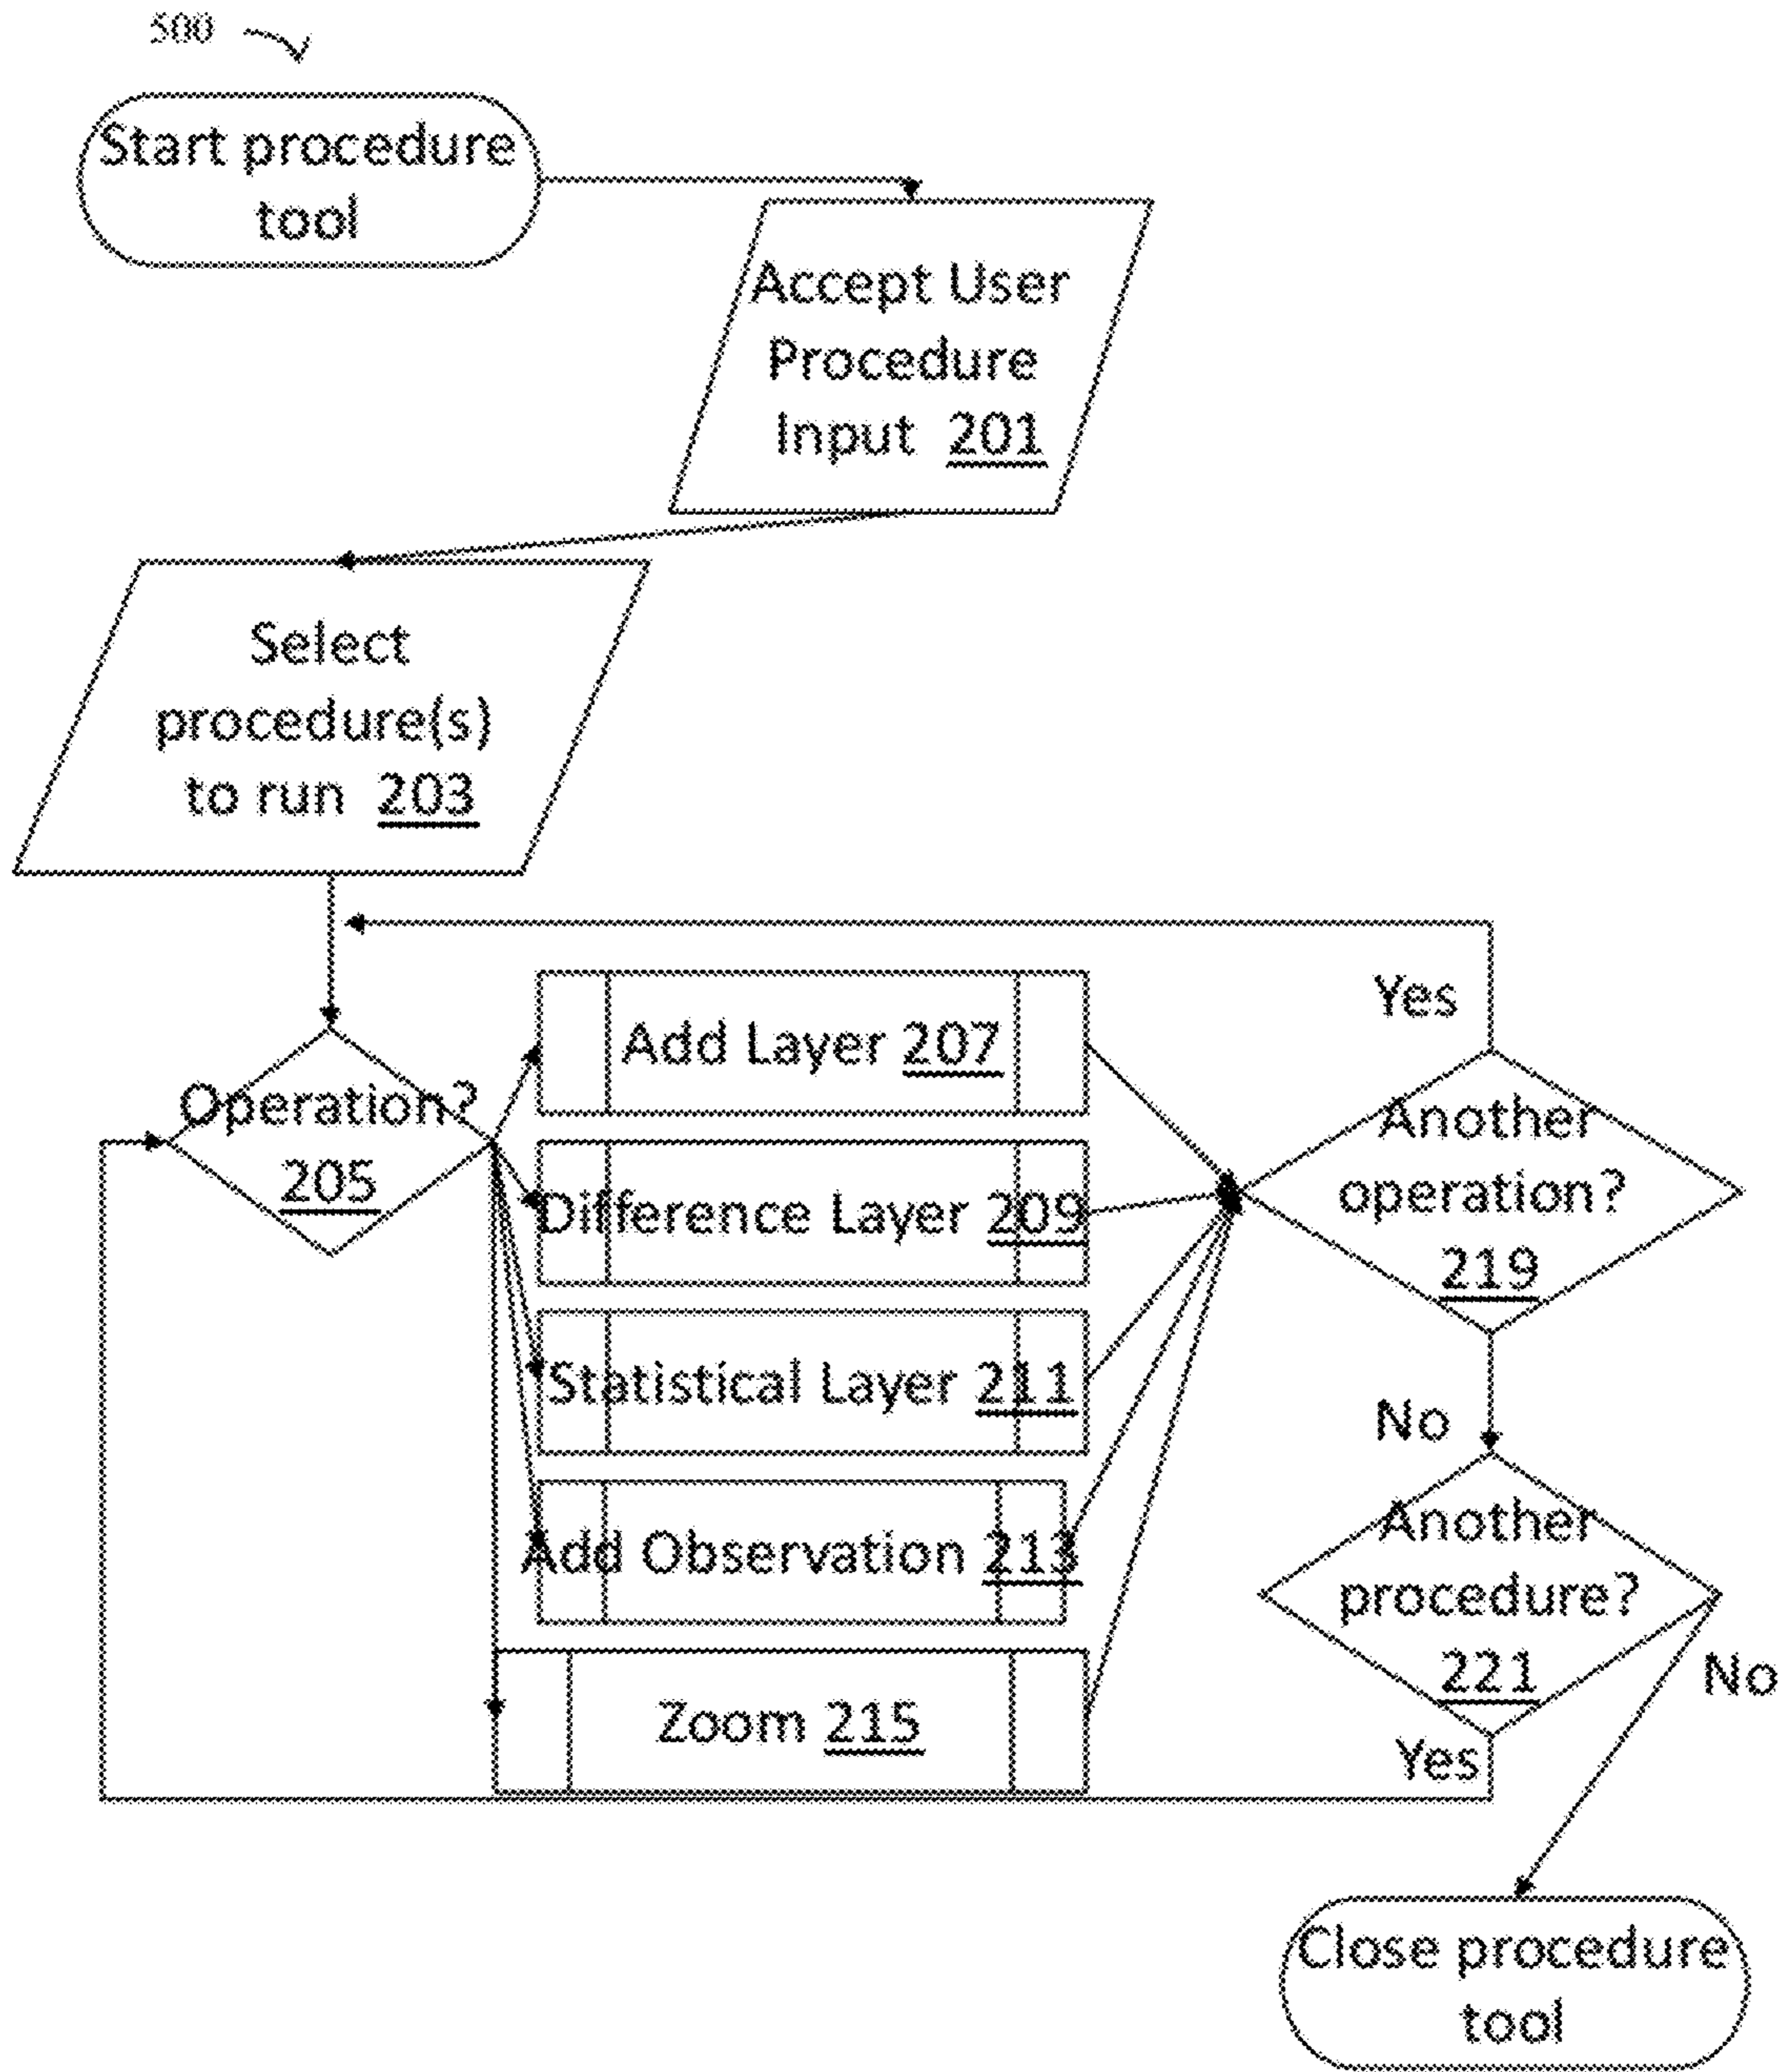 500
Start procedure
tool
Accept User
Procedure
Input 201
Select
procedure(s)
to run 203
Operation?
205
Add Layer 207
Difference Layer 209
Statistical Layer 211
Add Observation 213
Zoom 215
Yes
Another
operation?
219
No
Another
procedure?
221
No
Yes
Close procedure
tool